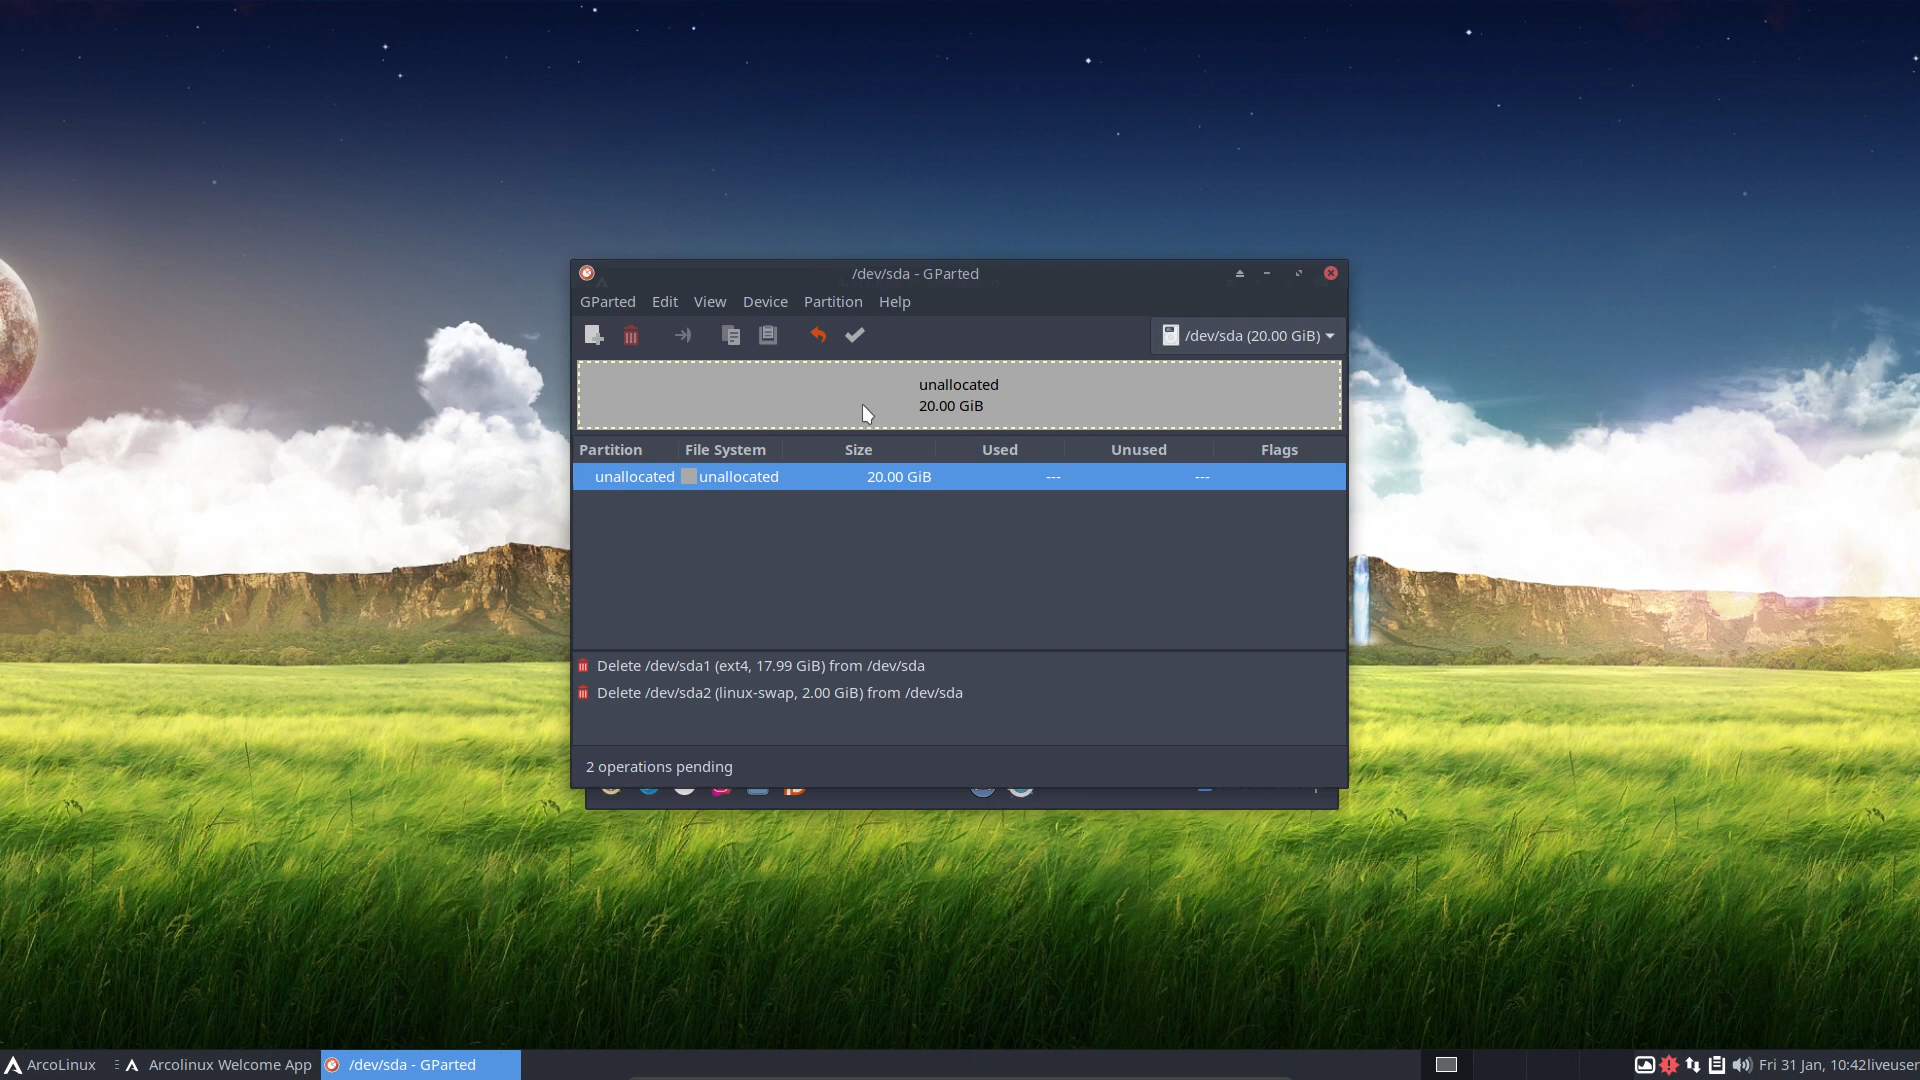 /dev/sda - GParted
GParted Edit View Device Partition Help
/dev/sda (20.00 GiB)
unallocated
20.00 GiB
Partition File System Size Used Unused Flags
unallocated unallocated 20.00 GiB --- ---
Delete /dev/sda1 (ext4, 17.99 GiB) from /dev/sda
Delete /dev/sda2 (linux-swap, 2.00 GiB) from /dev/sda
2 operations pending
ArcoLinux Arcolinux Welcome App /dev/sda - GParted Fri 31 Jan, 10:42liveuser